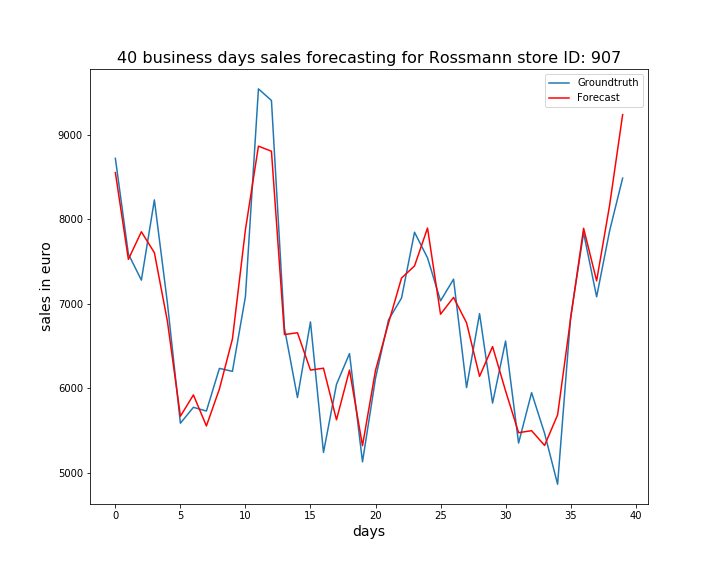 40 business days sales forecasting for Rossmann store ID: 907
Groundtruth
Forecast
sales in euro
9000
8000
7000
6000
5000
0 5 10 15 20 25 30 35 40
days